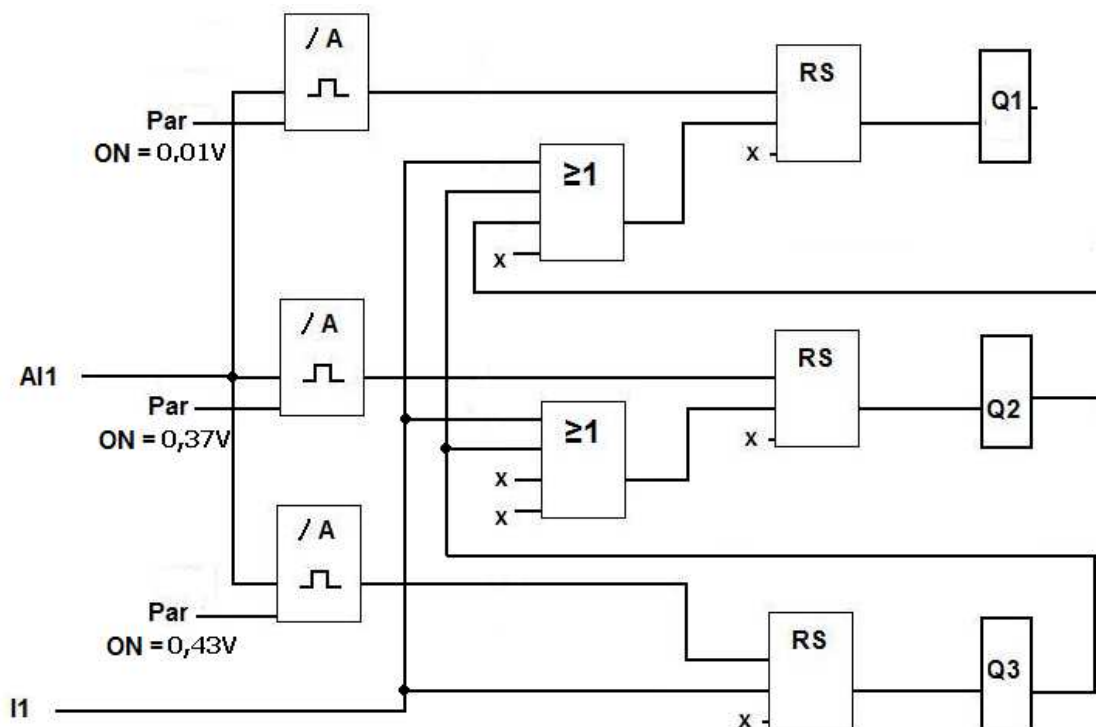 / A
RS
Q1
Par
ON = 0,01V
x
≥1
x
/ A
RS
AI1
Par
ON = 0,37V
Q2
≥1
x
x
x
/ A
Par
ON = 0,43V
RS
Q3
I1
x